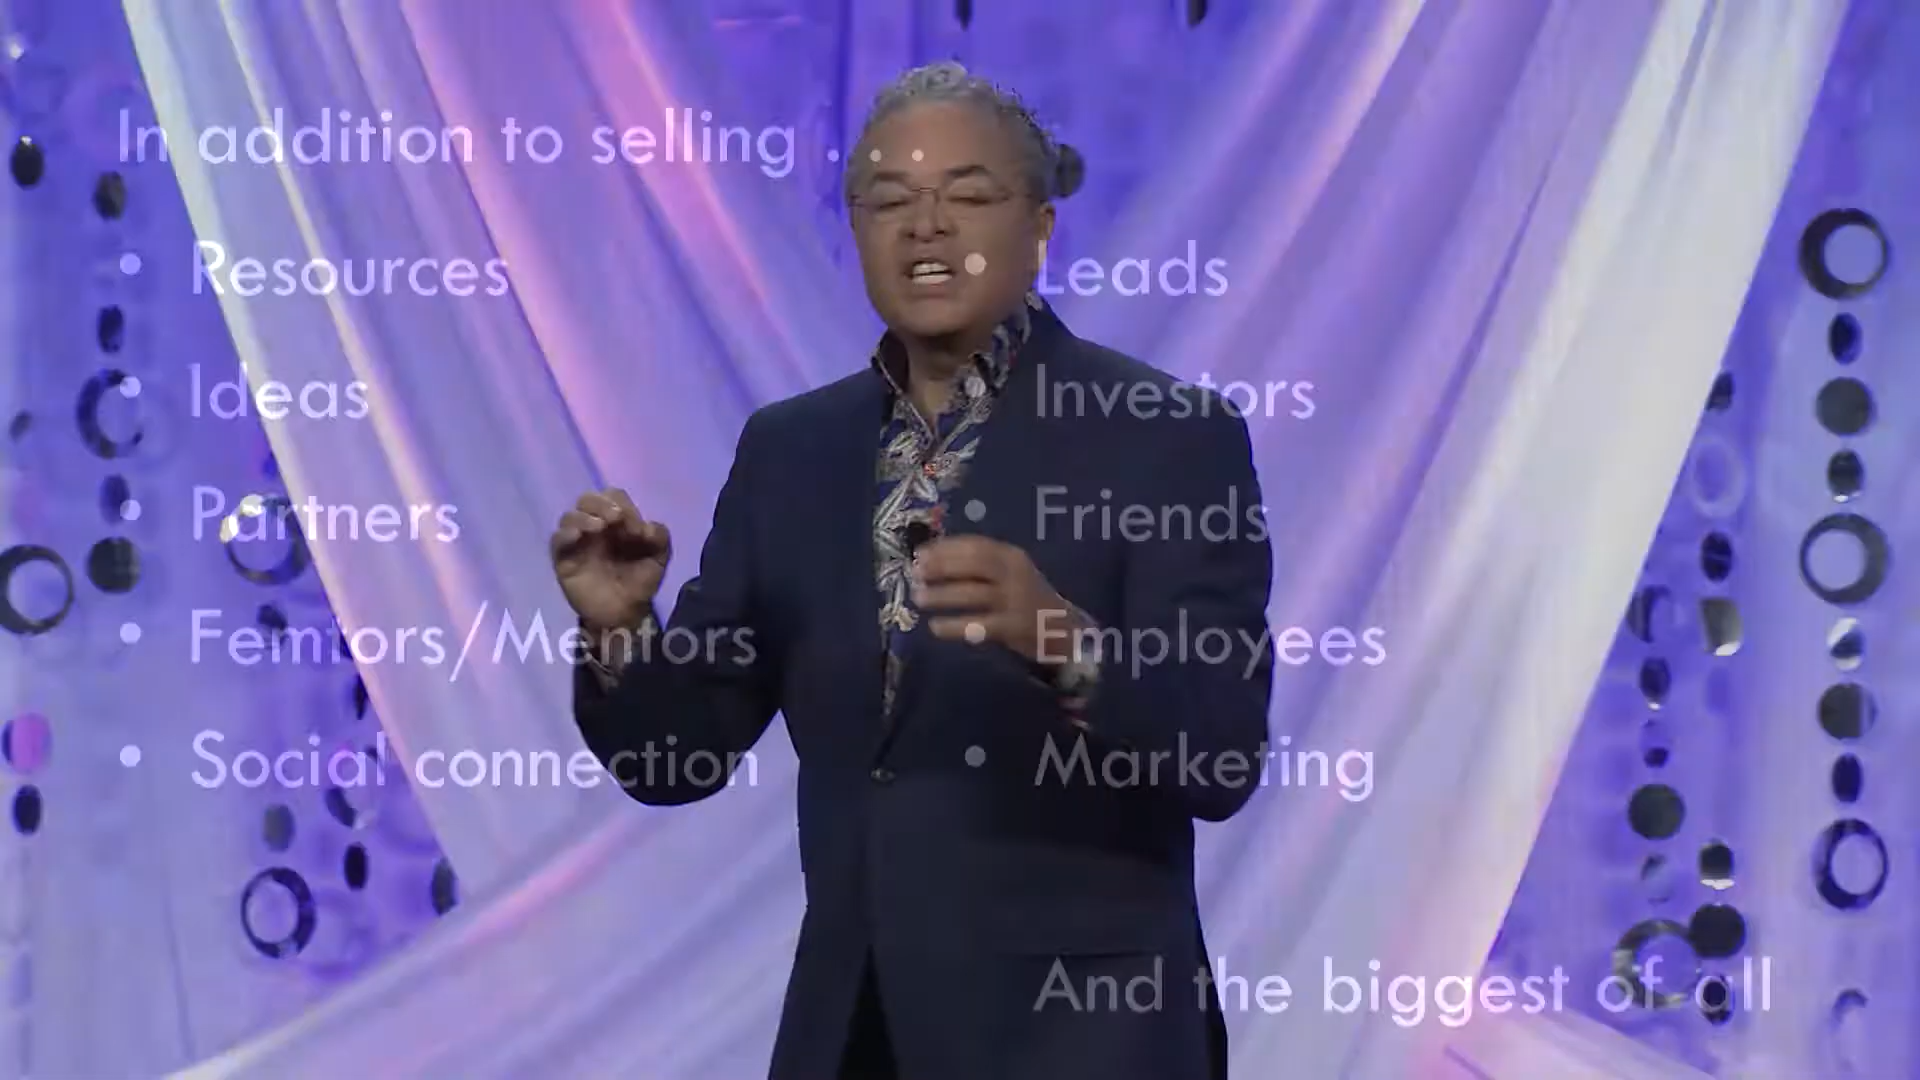 In addition to selling . . .
• Resources
• Ideas
• Partners
• Femtors/Mentors
• Social connection
• Leads
• Investors
• Friends
• Employees
• Marketing
And the biggest of all